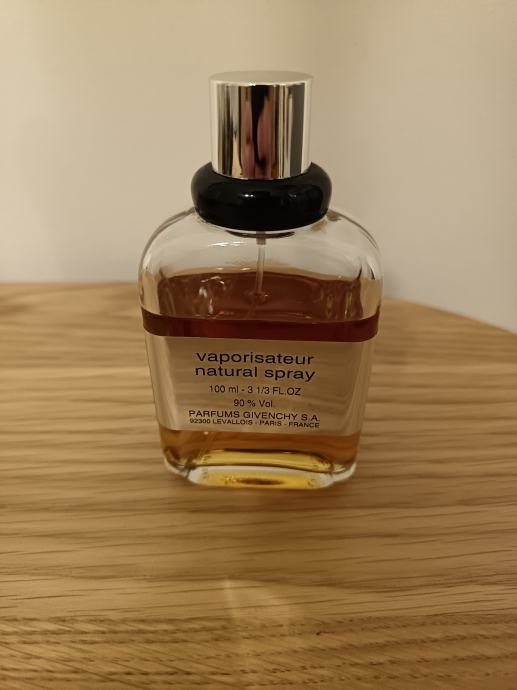 vaporisateur
natural spray
100 ml - 3 1/3 FL.OZ
90 % Vol.
PARFUMS GIVENCHY S.A.
92300 LEVALLOIS - PARIS - FRANCE